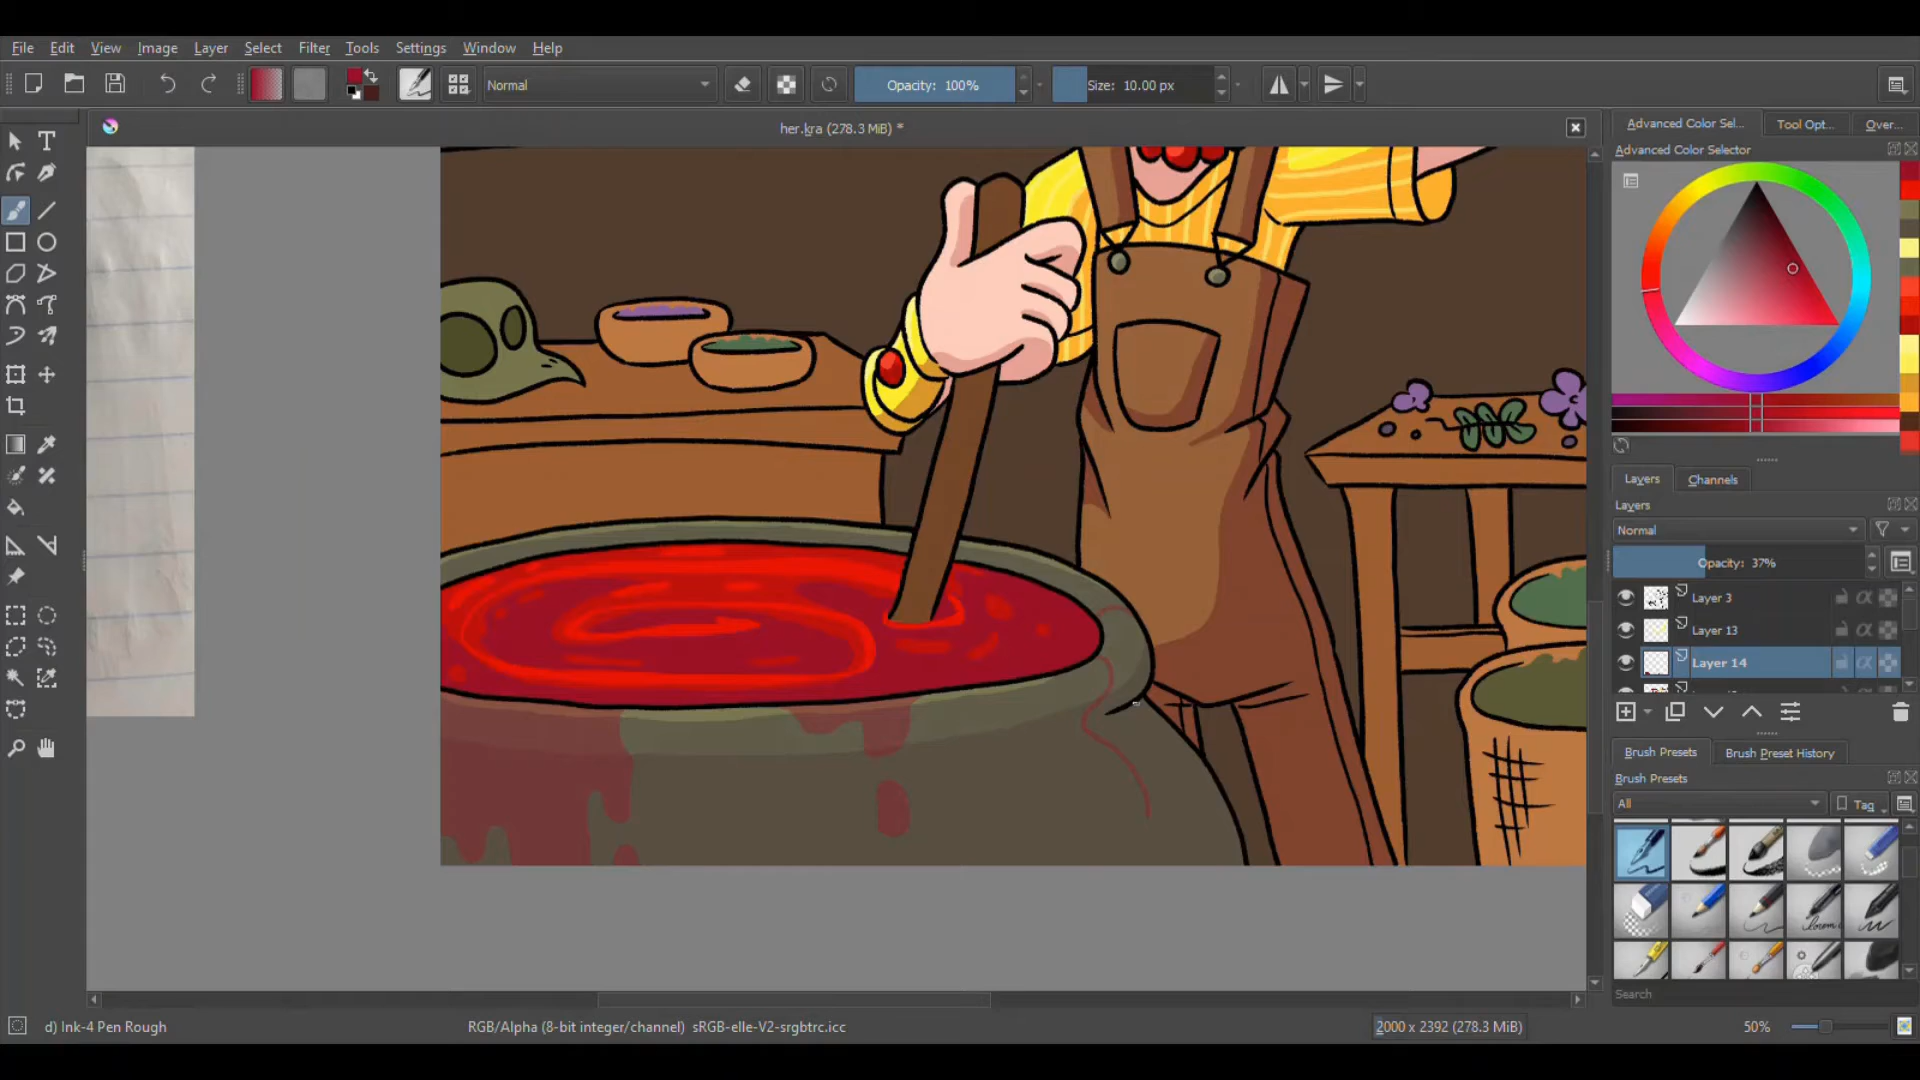 File Edit View Image Layer Select Filter Tools Settings Window Help
Normal
Opacity: 100%
Size: 10.00 px
her.kra (278.3 MiB) *
Advanced Color Sel...
Tool Opt...
Over...
Advanced Color Selector
Layers
Channels
Layers
Normal
Opacity: 37%
Layer 3
Layer 13
Layer 14
Brush Presets
Brush Preset History
Brush Presets
All
Tag
Search
d) Ink-4 Pen Rough
RGB/Alpha (8-bit integer/channel) sRGB-elle-V2-srgbtrc.icc
2000 x 2392 (278.3 MiB)
50%